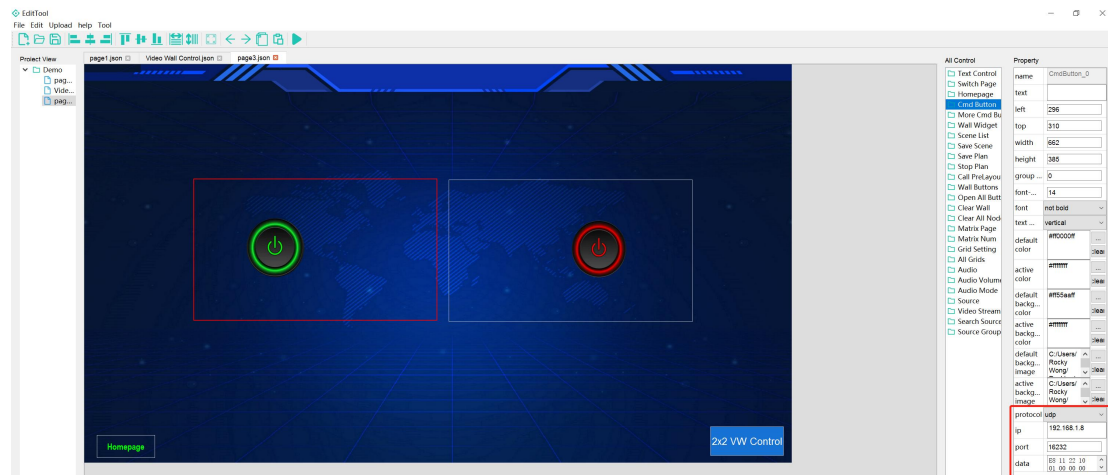 EditTool
File Edit Upload help Tool
Project View
page1.json
Video Wall Control.json
page3.json
Demo
pag...
Vide...
pag...
Homepage
2x2 VW Control
All Control
Text Control
Switch Page
Homepage
Cmd Button
More Cmd Bu
Wall Widget
Scene List
Save Scene
Save Plan
Stop Plan
Call PreLayou
Wall Buttons
Open All Butt
Clear Wall
Clear All Nod
Matrix Page
Matrix Num
Grid Setting
All Grids
Audio
Audio Volume
Audio Mode
Source
Video Stream
Search Source
Source Group
Property
name CmdButton_0
text
left 296
top 310
width 662
height 385
group ... 0
font-... 14
font not bold
text ... vertical
default color #ff0000ff ... clear
active color #ffffffff ... clear
default backg... color #ff55aaff ... clear
active backg... color #ffffffff ... clear
default backg... image C:/Users/ Rocky Wong/ ... clear
active backg... image C:/Users/ Rocky Wong/ ... clear
protocol udp
ip 192.168.1.8
port 16232
data E8 11 22 10
01 00 00 00